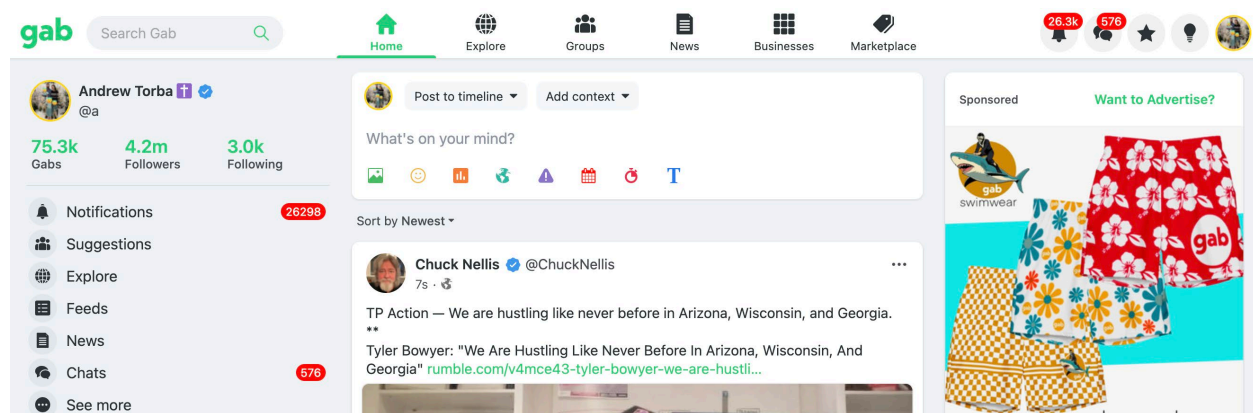 gab
Search Gab
Home
Explore
Groups
News
Businesses
Marketplace
26.3k
576
Andrew Torba
@a
75.3k
Gabs
4.2m
Followers
3.0k
Following
Notifications
26298
Suggestions
Explore
Feeds
News
Chats
576
See more
Post to timeline
Add context
What's on your mind?
T
Sort by Newest
Chuck Nellis @ChuckNellis
7s ·
TP Action — We are hustling like never before in Arizona, Wisconsin, and Georgia.
**
Tyler Bowyer: "We Are Hustling Like Never Before In Arizona, Wisconsin, And
Georgia" rumble.com/v4mce43-tyler-bowyer-we-are-hustli...
Sponsored
Want to Advertise?
gab
swimwear
gab